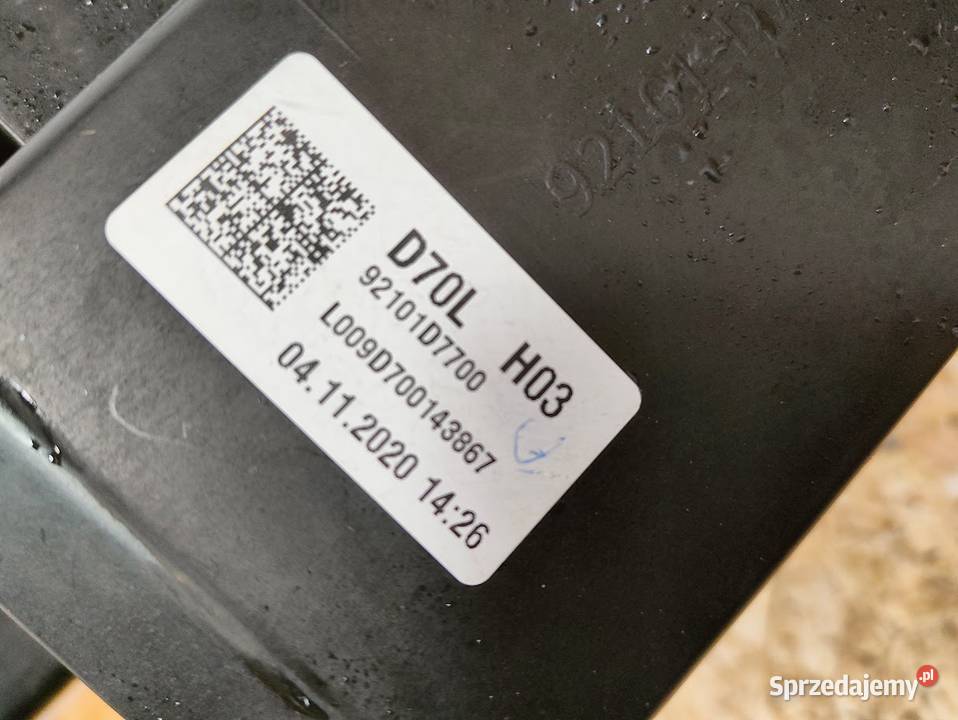 D70L H03
92101D7700
L009D700143867
04.11.2020 14:26
Sprzedajemy.pl